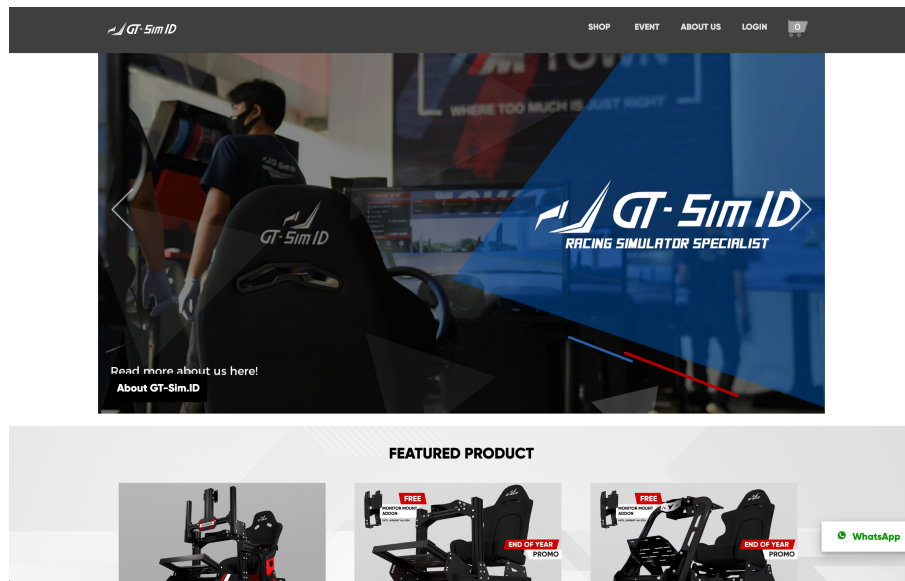 GT-Sim ID
SHOP
EVENT
ABOUT US
LOGIN
0
TOWN
WHERE TOO MUCH IS JUST RIGHT
GT-Sim ID
GT-Sim ID
RACING SIMULATOR SPECIALIST
Read more about us here!
About GT-Sim.ID
FEATURED PRODUCT
FREE
MONITOR MOUNT
ADDON
END OF YEAR
PROMO
FREE
MONITOR MOUNT
ADDON
END OF YEAR
PROMO
WhatsApp